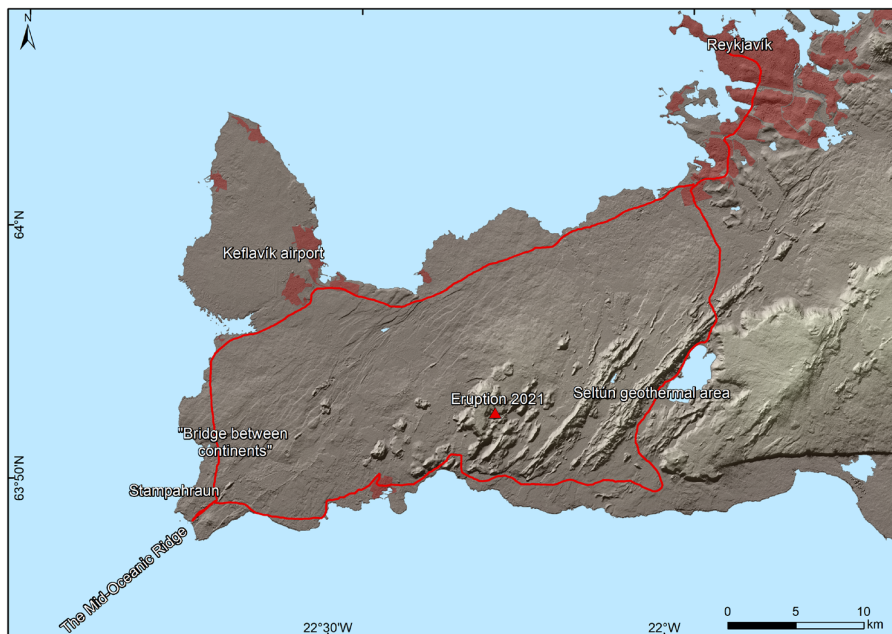 N
Reykjavík
64°N
Keflavík airport
Eruption 2021
Seltún geothermal area
"Bridge between
continents"
63°50'N
Stampahraun
The Mid-Oceanic Ridge
22°30'W
22°W
0 5 10
km